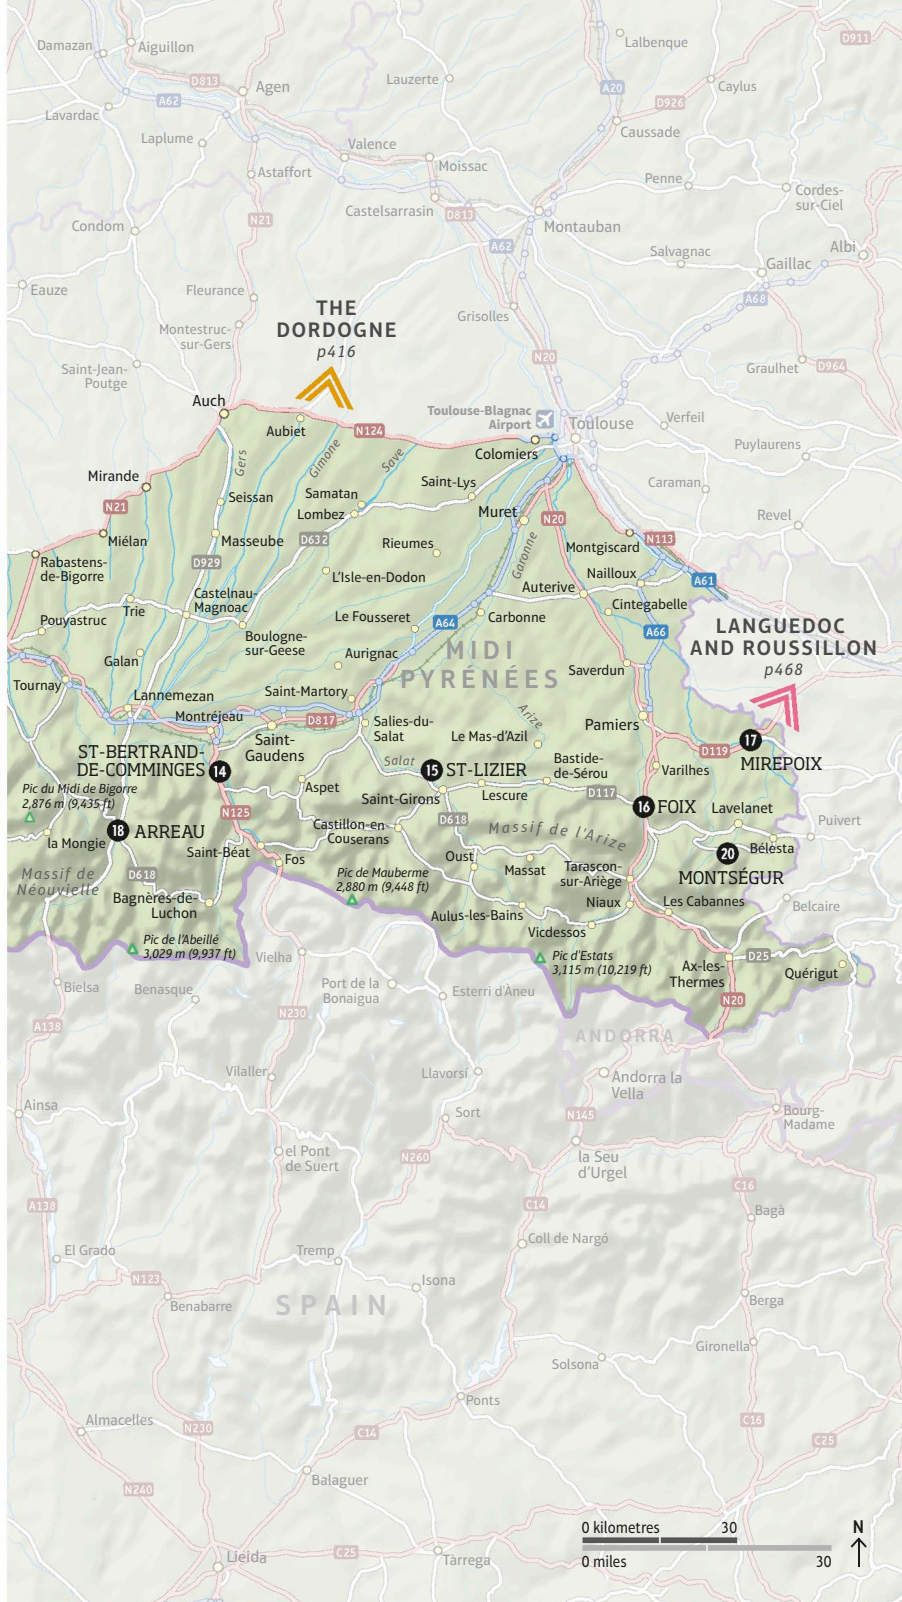 Damazan
Aiguillon
Lalbenque
D911
D813
Lauzerte
A20
Caylus
Agen
A62
D926
Lavardac
Caussade
Laplume
Valence
Moissac
Astaffort
Penne
Cordes-
sur-Ciel
Castelsarrasin
D813
N21
Condom
Montauban
A62
Salvagnac
Albi
Gaillac
Eauze
Fleurance
A68
THE
DORDOGNE
p416
Grisolles
Montestruc-
sur-Gers
N20
Saint-Jean-
Poutge
Graulhet
D964
Auch
Toulouse-Blagnac
Airport
Toulouse
Verfeil
Aubiet
N124
Colomiers
Puylaurens
Gers
Gimone
Save
Mirande
Saint-Lys
Caraman
Seissan
Samatan
Lombez
N21
Muret
N20
Revel
Miélan
Masseube
D632
Rieumes
Garonne
Montgiscard
N113
Rabastens-
de-Bigorre
D929
L'Isle-en-Dodon
Nailloux
A61
Castelnau-
Magnoac
Auterive
Cintegabelle
Trie
Pouyastruc
Le Fousseret
A64
Carbonne
A66
LANGUEDOC
AND ROUSSILLON
p468
Boulogne-
sur-Geese
MIDI
PYRÉNÉES
Galan
Aurignac
Saverdun
Tournay
Lannemezan
Saint-Martory
Montréjeau
D817
Arize
Pamiers
Saint-
Gaudens
Salies-du-
Salat
Le Mas-d'Azil
D119
17
MIREPOIX
ST-BERTRAND-
DE-COMMINGES
14
Salat
15
ST-LIZIER
Bastide-
de-Sérou
Varilhes
Pic du Midi de Bigorre
2,876 m (9,435 ft)
Aspet
Saint-Girons
Lescure
D117
16
FOIX
Lavelanet
N125
Puivert
18
ARREAU
la Mongie
Castillon-en
Couserans
D618
Massif de l'Arize
20
Bélesta
MONTSÉGUR
Saint-Béat
Fos
Oust
Massat
Tarascon-
sur-Ariège
Massif de
Néouvielle
D618
Pic de Mauberme
2,880 m (9,448 ft)
Bagnères-de-
Luchon
Niaux
Les Cabannes
Belcaire
Aulus-les-Bains
Vicdessos
Pic de l'Abeillé
3,029 m (9,937 ft)
Vielha
Pic d'Estats
3,115 m (10,219 ft)
Ax-les-
Thermes
D25
Quérigut
Bielsa
Benasque
Port de la
Bonaigua
Esterri d'Àneu
N20
A138
N230
ANDORRA
Vilaller
Llavorsí
Andorra la
Vella
Ainsa
Sort
N145
Bourg-
Madame
el Pont
de Suert
N260
la Seu
d'Urgel
A138
C14
C16
Bagà
El Grado
Tremp
Coll de Nargó
N123
Isona
Benabarre
SPAIN
Berga
Gironella
Solsona
Ponts
Almacelles
N230
C14
C16
C25
Balaguer
N240
0 kilometres
30
N
Lleida
C25
Tàrrega
0 miles
30